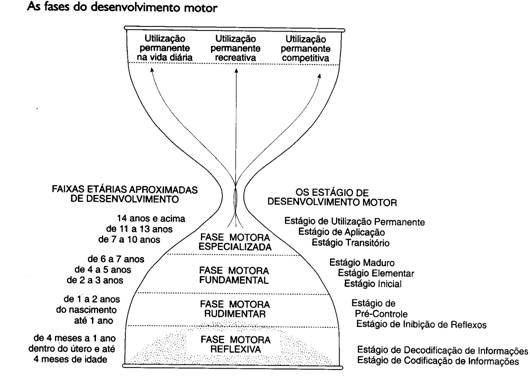 As fases do desenvolvimento motor
Utilização
permanente
na vida diária
Utilização
permanente
recreativa
Utilização
permanente
competitiva
FAIXAS ETÁRIAS APROXIMADAS
DE DESENVOLVIMENTO
OS ESTÁGIO DE
DESENVOLVIMENTO MOTOR
14 anos e acima
de 11 a 13 anos
de 7 a 10 anos
FASE MOTORA
ESPECIALIZADA
Estágio de Utilização Permanente
Estágio de Aplicação
Estágio Transitório
de 6 a 7 anos
de 4 a 5 anos
de 2 a 3 anos
FASE MOTORA
FUNDAMENTAL
Estágio Maduro
Estágio Elementar
Estágio Inicial
de 1 a 2 anos
do nascimento
até 1 ano
FASE MOTORA
RUDIMENTAR
Estágio de
Pré-Controle
Estágio de Inibição de Reflexos
de 4 meses a 1 ano
dentro do útero e até
4 meses de idade
FASE MOTORA
REFLEXIVA
Estágio de Decodificação de Informações
Estágio de Codificação de Informações